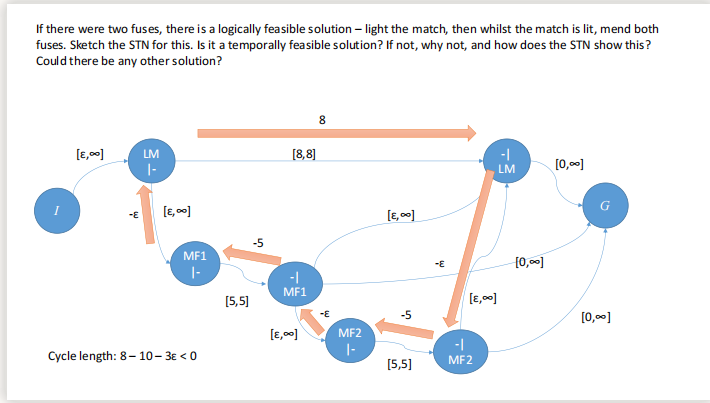 If there were two fuses, there is a logically feasible solution – light the match, then whilst the match is lit, mend both
fuses. Sketch the STN for this. Is it a temporally feasible solution? If not, why not, and how does the STN show this?
Could there be any other solution?
8
[ε,∞]
LM
|-
[8,8]
-|
LM
[0,∞]
I
-ε
[ε,∞]
[ε,∞]
G
MF1
|-
-5
-|
MF1
-ε
[0,∞]
[5,5]
[ε,∞]
-ε
MF2
|-
-5
[ε,∞]
[0,∞]
-|
MF2
[5,5]
Cycle length: 8 – 10 – 3ε < 0